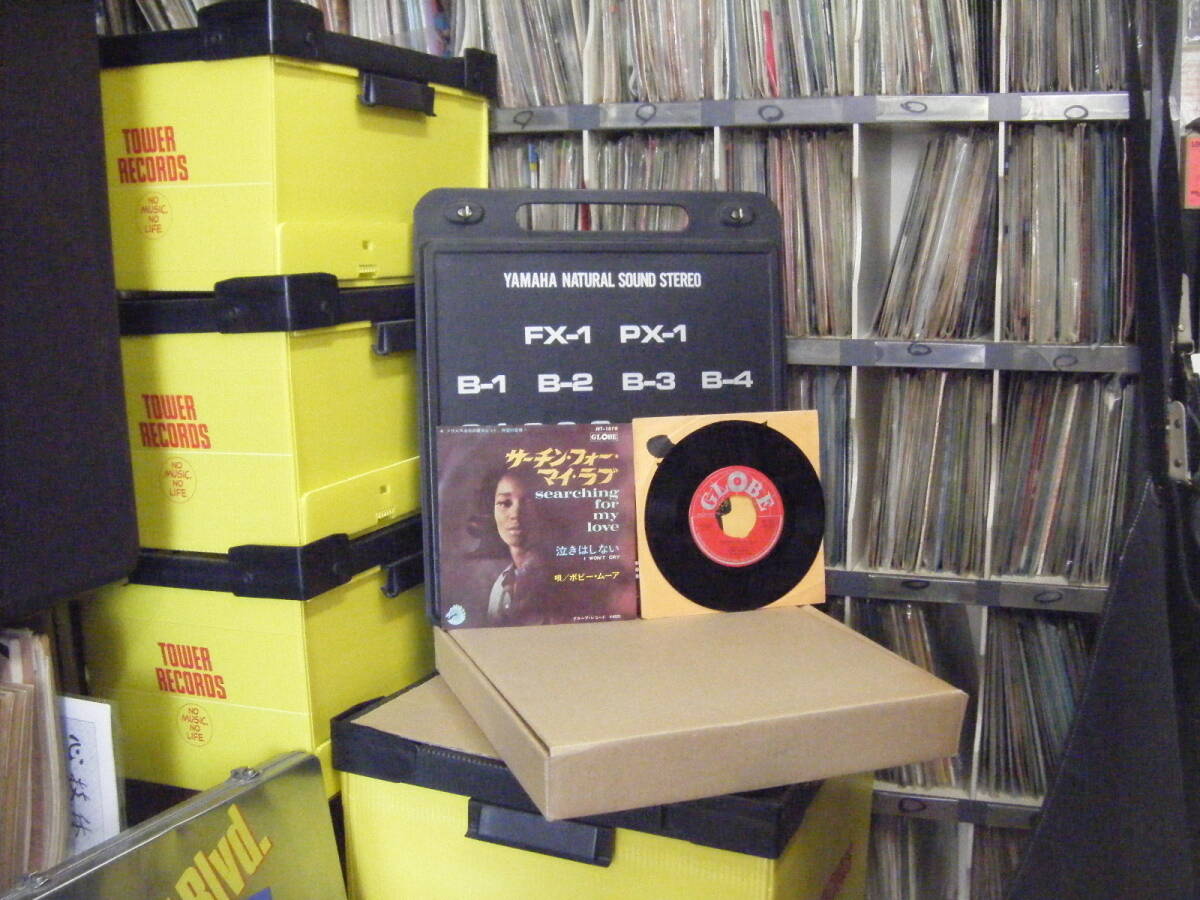 TOWER
RECORDS
NO
MUSIC,
NO
LIFE.
TOWER
RECORDS
NO
MUSIC,
NO
LIFE.
TOWER
RECORDS
NO
MUSIC,
NO
LIFE.
YAMAHA NATURAL SOUND STEREO
FX-1 PX-1
B-1 B-2 B-3 B-4
GLOBE
サーチン・フォー・
マイ・ラブ
searching
for
my
love
泣きはしない
I WON'T CRY
唄/ボビー・ムーア
GLOBE
Blvd.